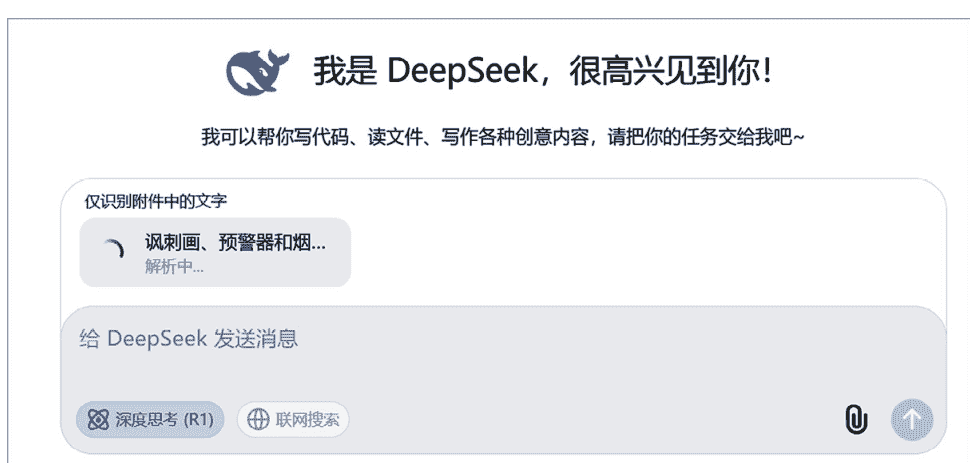 我是 DeepSeek，很高兴见到你！
我可以帮你写代码、读文件、写作各种创意内容，请把你的任务交给我吧~
仅识别附件中的文字
讽刺画、预警器和烟...
解析中...
给 DeepSeek 发送消息
深度思考 (R1)
联网搜索